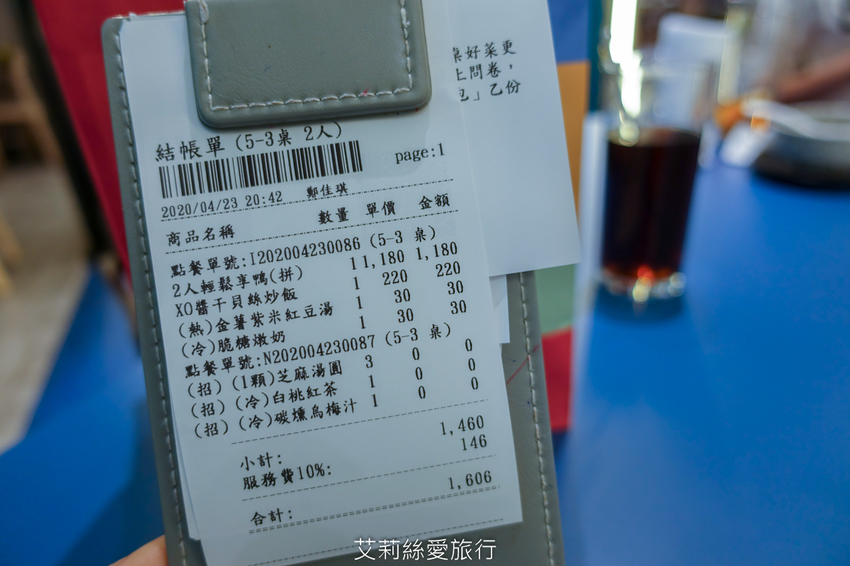 桌好菜更
上問卷，
包」乙份
結帳單(5-3桌 2人)
page:1
2020/04/23 20:42 鄭佳琪
商品名稱 數量 單價 金額
點餐單號:I202004230086(5-3 桌)
2人輕鬆享鴨(拼) 1 1,180 1,180
XO醬干貝絲炒飯 1 220 220
(熱)金薯紫米紅豆湯 1 30 30
(冷)脆糖燉奶 1 30 30
點餐單號:N202004230087(5-3 桌)
(招)(1顆)芝麻湯圓 3 0 0
(招)(冷)白桃紅茶 1 0 0
(招)(冷)碳燻烏梅汁 1 0 0
小計: 1,460
服務費10%: 146
合計: 1,606
艾莉絲愛旅行